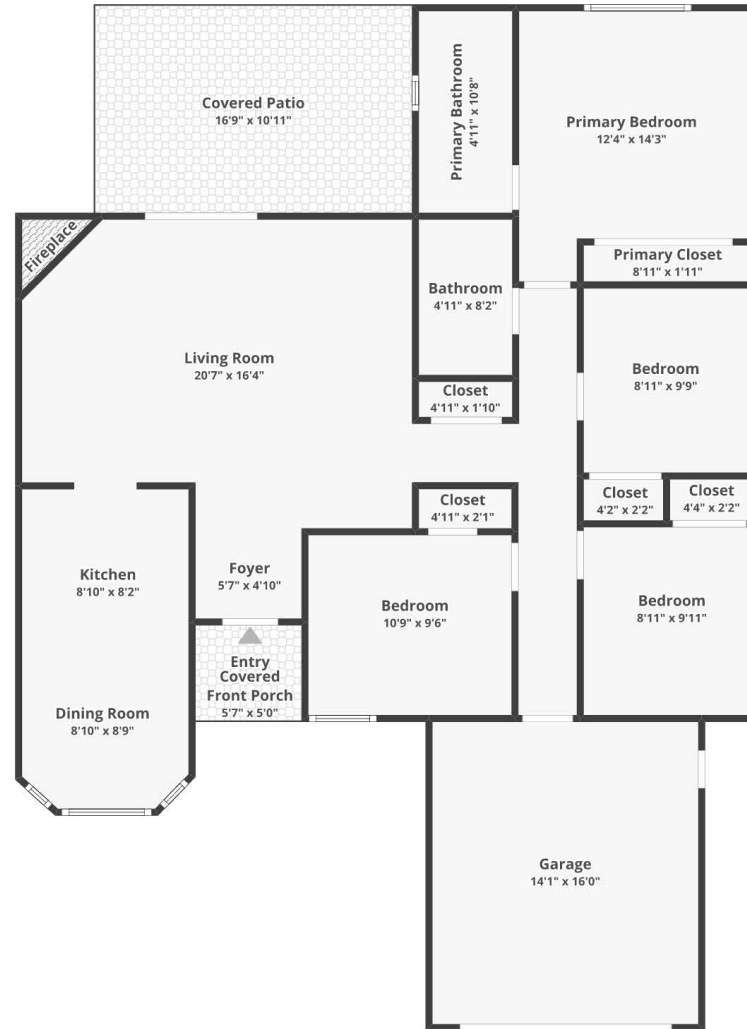 Covered Patio
16'9" x 10'11"
Primary Bathroom
4'11" x 10'8"
Primary Bedroom
12'4" x 14'3"
Fireplace
Primary Closet
8'11" x 1'11"
Bathroom
4'11" x 8'2"
Living Room
20'7" x 16'4"
Bedroom
8'11" x 9'9"
Closet
4'11" x 1'10"
Closet
4'11" x 2'1"
Closet
4'2" x 2'2"
Closet
4'4" x 2'2"
Kitchen
8'10" x 8'2"
Foyer
5'7" x 4'10"
Bedroom
10'9" x 9'6"
Bedroom
8'11" x 9'11"
Entry
Covered
Front Porch
5'7" x 5'0"
Dining Room
8'10" x 8'9"
Garage
14'1" x 16'0"